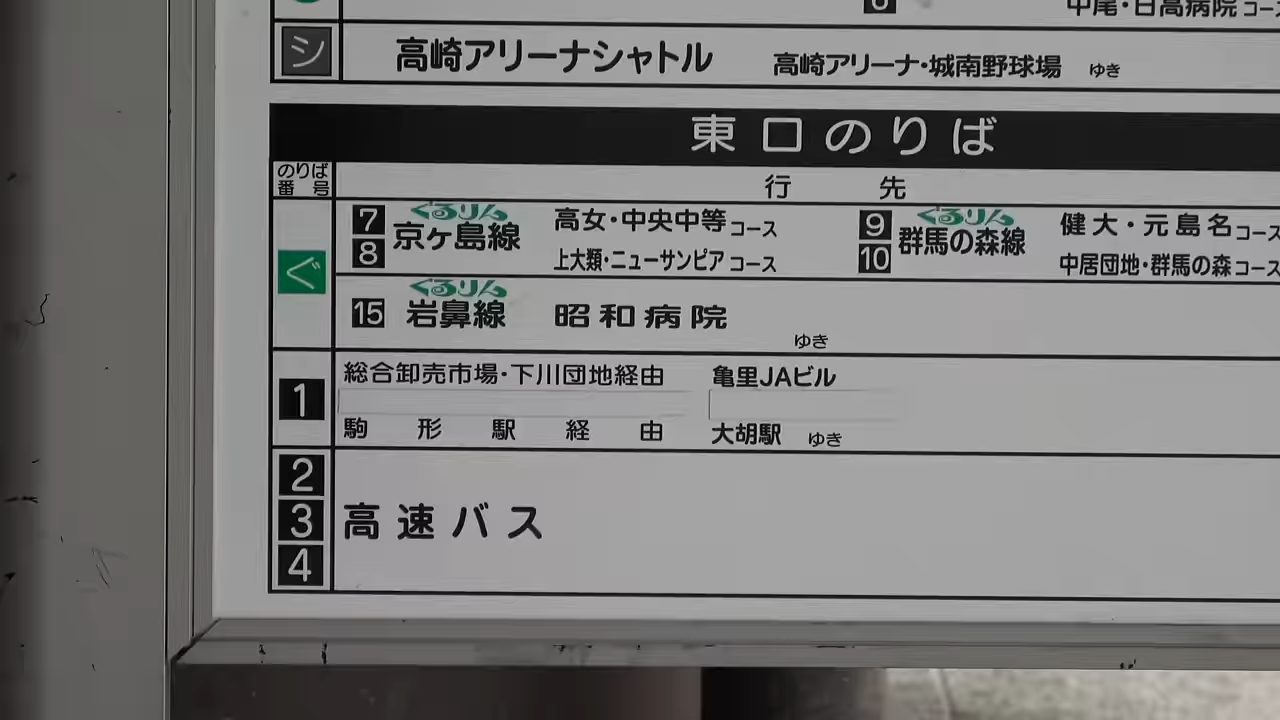 中尾・日高病院コース
シ 高崎アリーナシャトル 高崎アリーナ・城南野球場 ゆき
東口のりば
のりば番号 行先
ぐ
7 8 ぐるりん 京ヶ島線 高女・中央中等コース
上大類・ニューサンピアコース
9 10 ぐるりん 群馬の森線 健大・元島名コース
中居団地・群馬の森コース
15 ぐるりん 岩鼻線 昭和病院 ゆき
1 総合卸売市場・下川団地経由 亀里JAビル
駒形駅経由 大胡駅 ゆき
2
3 高速バス
4